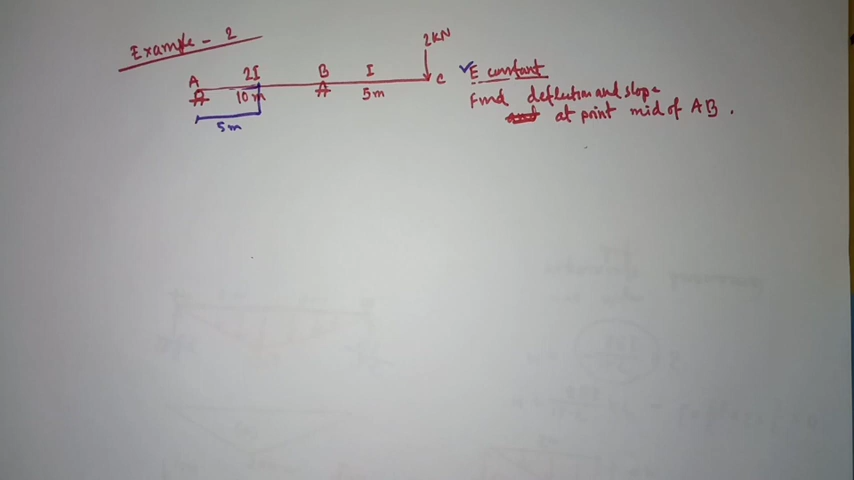 Example - 2
2KN
A 2I B I C
10m 5m
5m
E constant
Find deflection and slope
at point mid of AB.